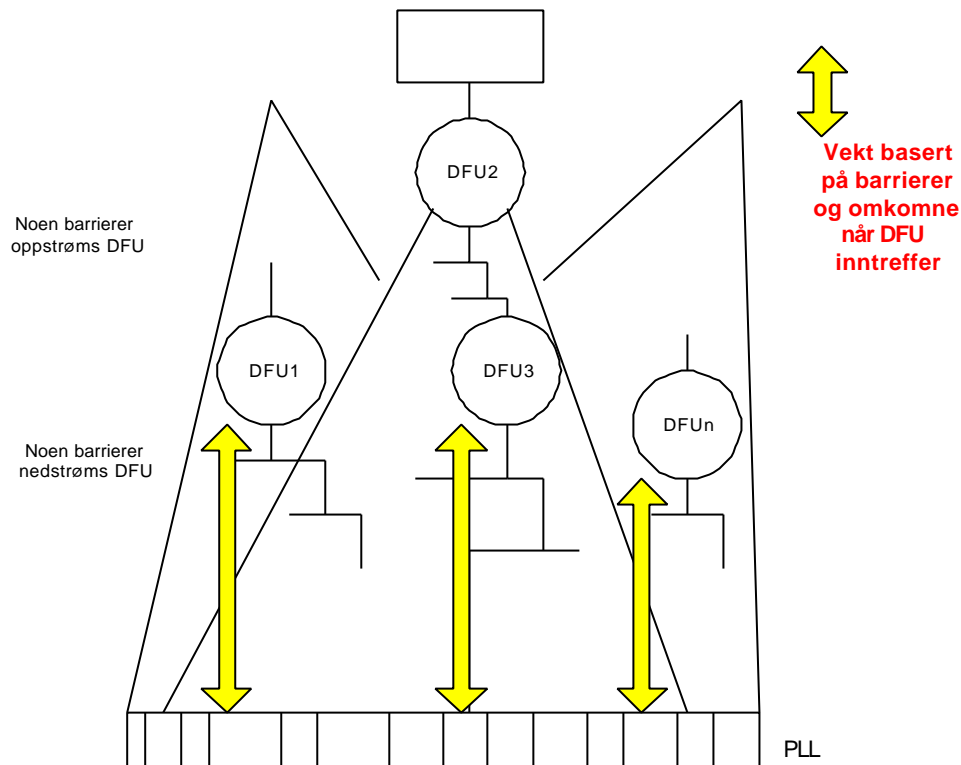 DFU2
Vekt basert
på barrierer
og omkomne
når DFU
inntreffer
Noen barrierer
oppstrøms DFU
DFU1
DFU3
DFUn
Noen barrierer
nedstrøms DFU
PLL